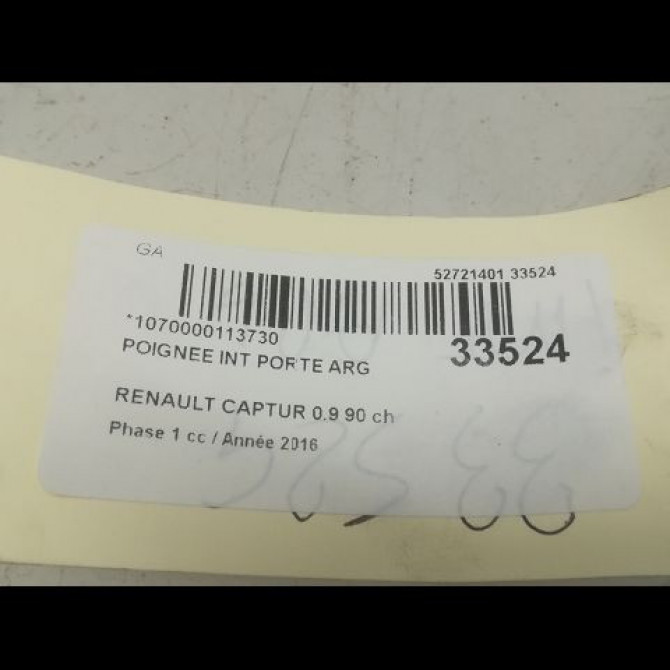 GA
52721401 33524
*1070000113730
33524
POIGNEE INT PORTE ARG
RENAULT CAPTUR 0.9 90 ch
Phase 1 cc / Année 2016